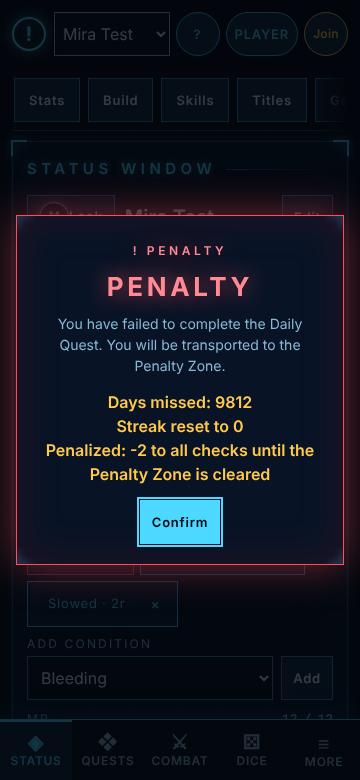 !
Mira Test
?
PLAYER
Join
Stats
Build
Skills
Titles
STATUS WINDOW
Mira Test
! PENALTY
PENALTY
You have failed to complete the Daily
Quest. You will be transported to the
Penalty Zone.
Days missed: 9812
Streak reset to 0
Penalized: -2 to all checks until the
Penalty Zone is cleared
Confirm
Slowed · 2r ×
ADD CONDITION
Bleeding
Add
MP 12 / 12
STATUS
QUESTS
COMBAT
DICE
MORE